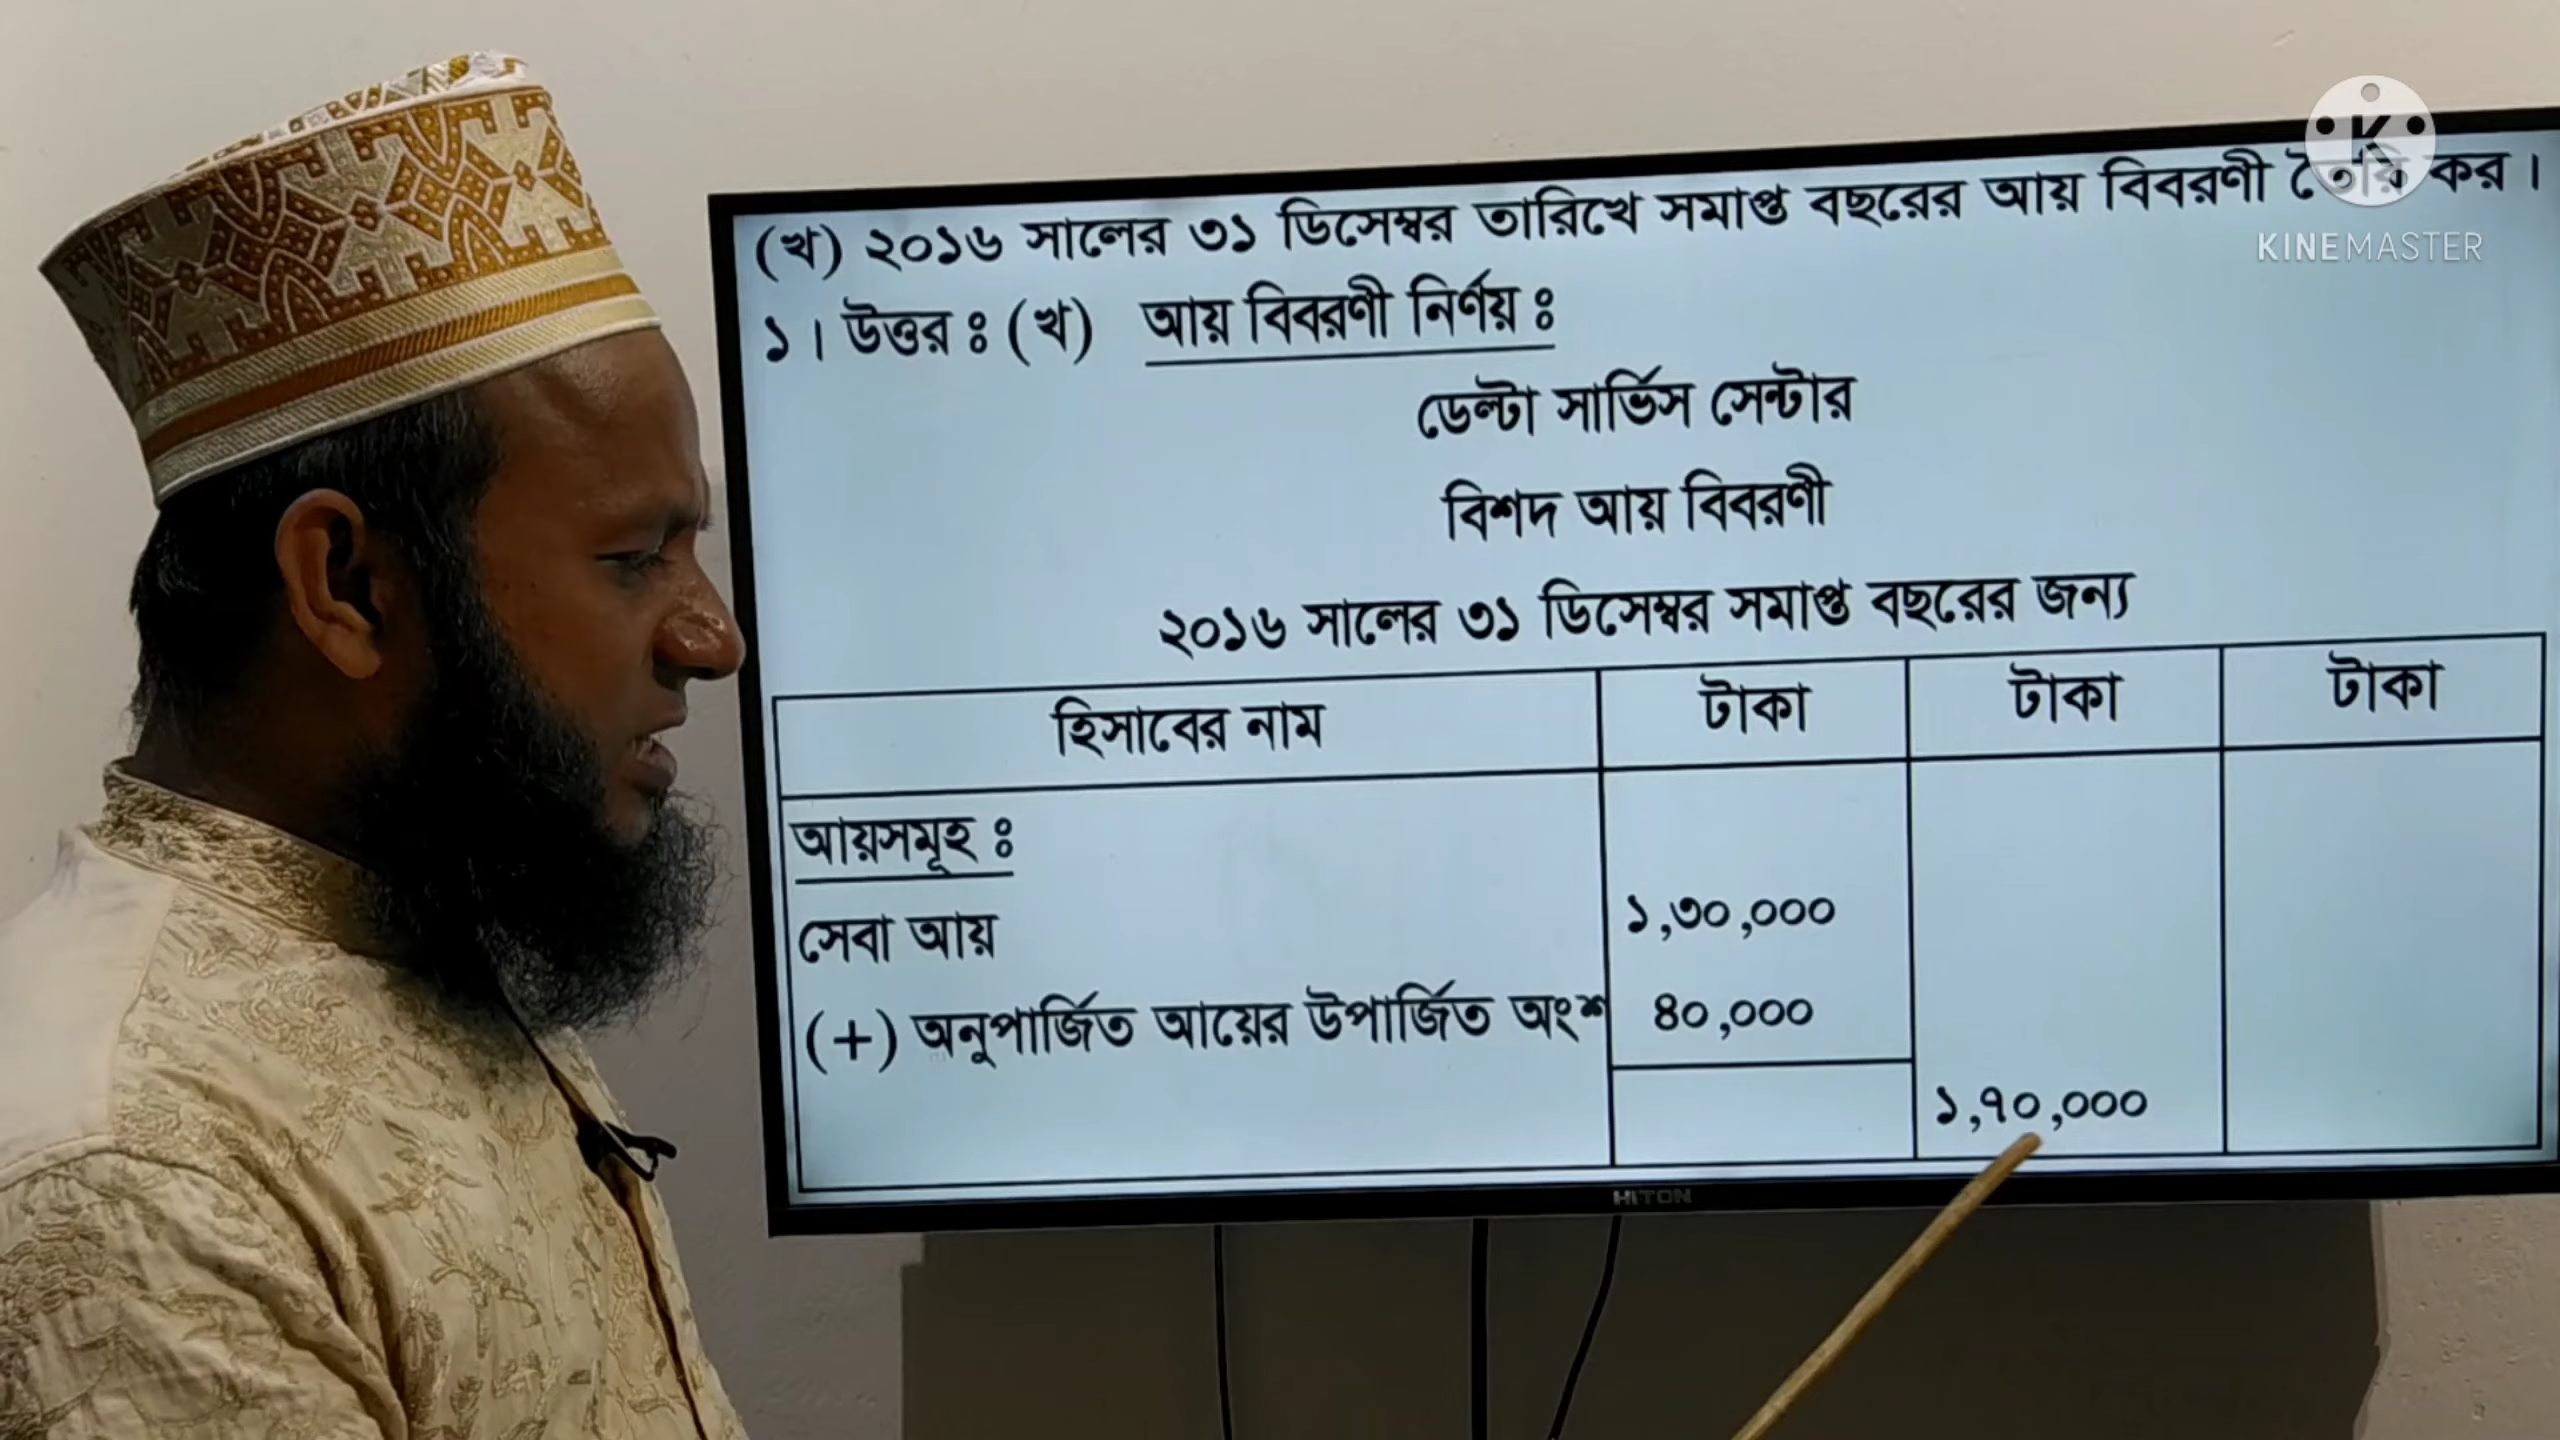 (খ) ২০১৬ সালের ৩১ ডিসেম্বর তারিখে সমাপ্ত বছরের আয় বিবরণী তৈরি কর।
KINEMASTER
১। উত্তর ঃ (খ) আয় বিবরণী নির্ণয় ঃ
ডেল্টা সার্ভিস সেন্টার
বিশদ আয় বিবরণী
২০১৬ সালের ৩১ ডিসেম্বর সমাপ্ত বছরের জন্য
হিসাবের নাম টাকা টাকা টাকা
আয়সমূহ ঃ
সেবা আয় ১,৩০,০০০
(+) অনুপার্জিত আয়ের উপার্জিত অংশ ৪০,০০০
১,৭০,০০০
HITON